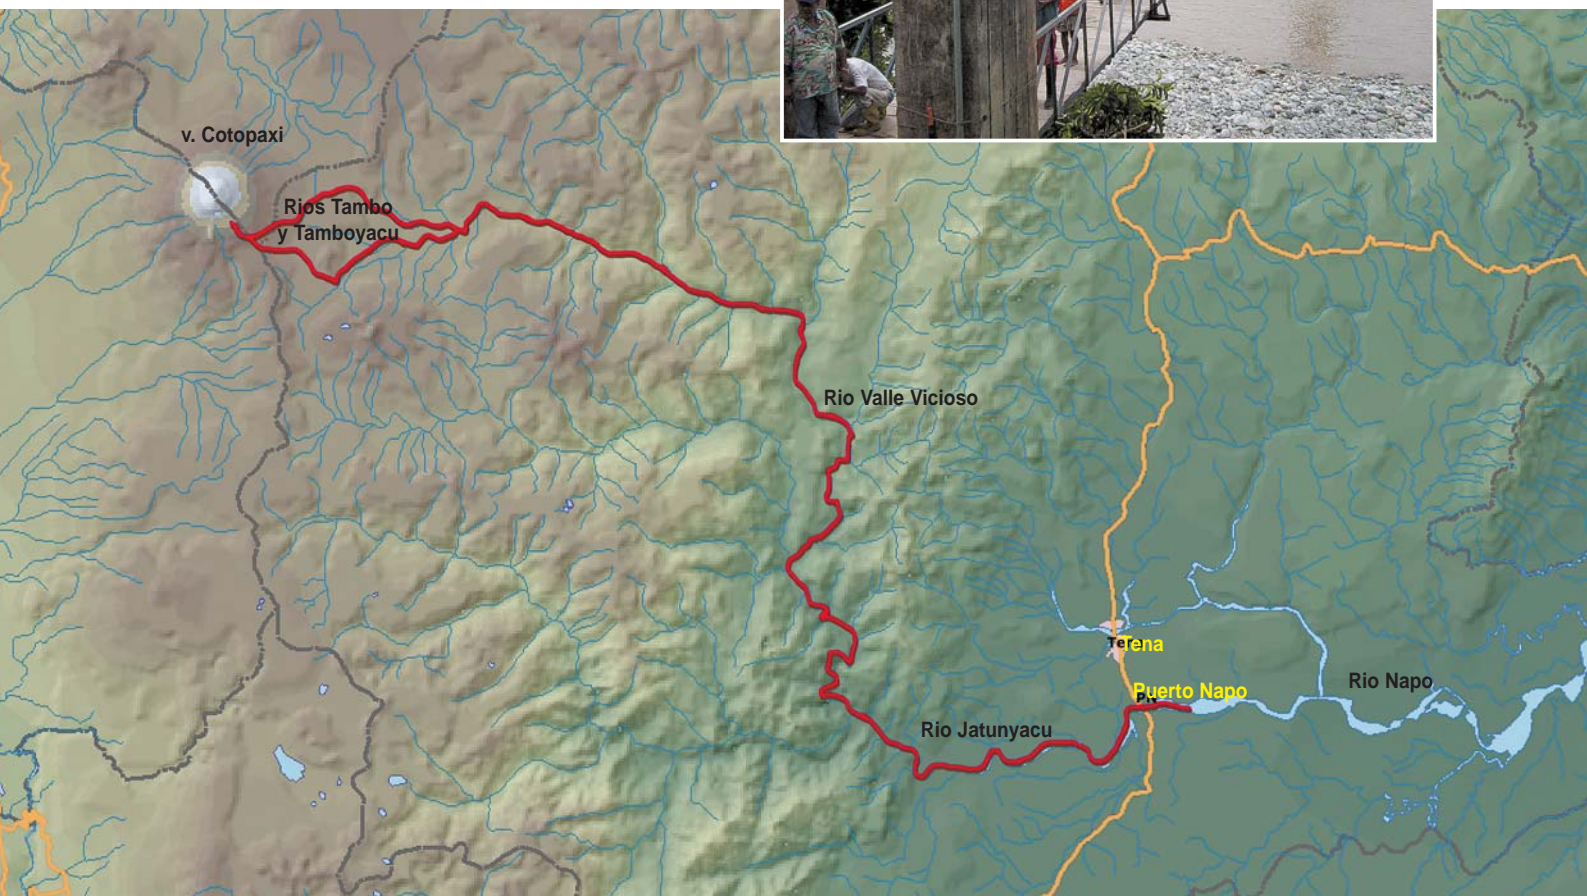 v. Cotopaxi
Rios Tambo
y Tamboyacu
Rio Valle Vicioso
Tena
Puerto Napo
Rio Napo
Rio Jatunyacu